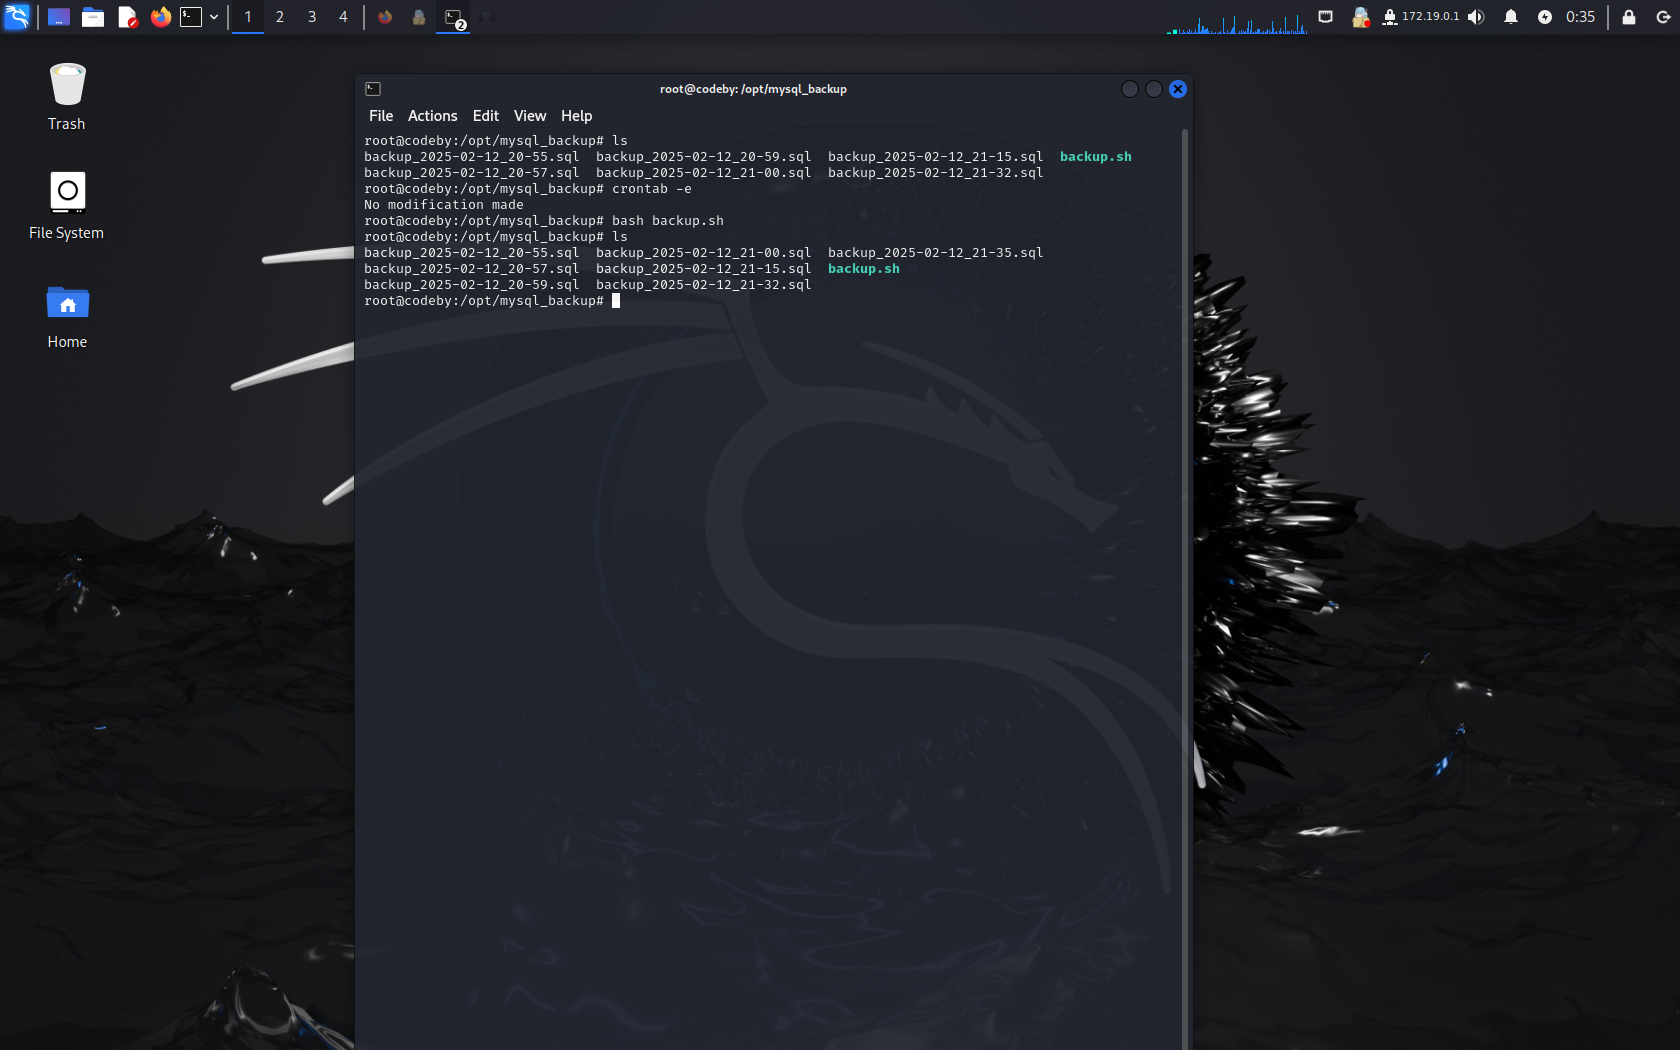 1 2 3 4
2
172.19.0.1
0:35
Trash
File System
Home
root@codeby: /opt/mysql_backup
File Actions Edit View Help
root@codeby:/opt/mysql_backup# ls
backup_2025-02-12_20-55.sql backup_2025-02-12_20-59.sql backup_2025-02-12_21-15.sql backup.sh
backup_2025-02-12_20-57.sql backup_2025-02-12_21-00.sql backup_2025-02-12_21-32.sql
root@codeby:/opt/mysql_backup# crontab -e
No modification made
root@codeby:/opt/mysql_backup# bash backup.sh
root@codeby:/opt/mysql_backup# ls
backup_2025-02-12_20-55.sql backup_2025-02-12_21-00.sql backup_2025-02-12_21-35.sql
backup_2025-02-12_20-57.sql backup_2025-02-12_21-15.sql backup.sh
backup_2025-02-12_20-59.sql backup_2025-02-12_21-32.sql
root@codeby:/opt/mysql_backup#